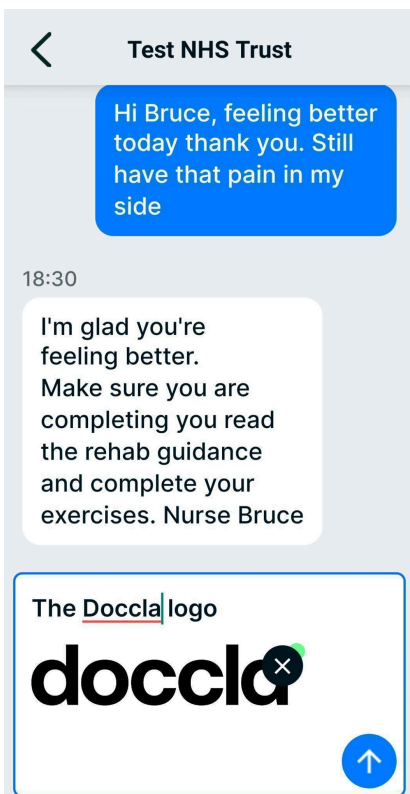 Test NHS Trust
Hi Bruce, feeling better
today thank you. Still
have that pain in my
side
18:30
I'm glad you're
feeling better.
Make sure you are
completing you read
the rehab guidance
and complete your
exercises. Nurse Bruce
The Doccla logo
doccla